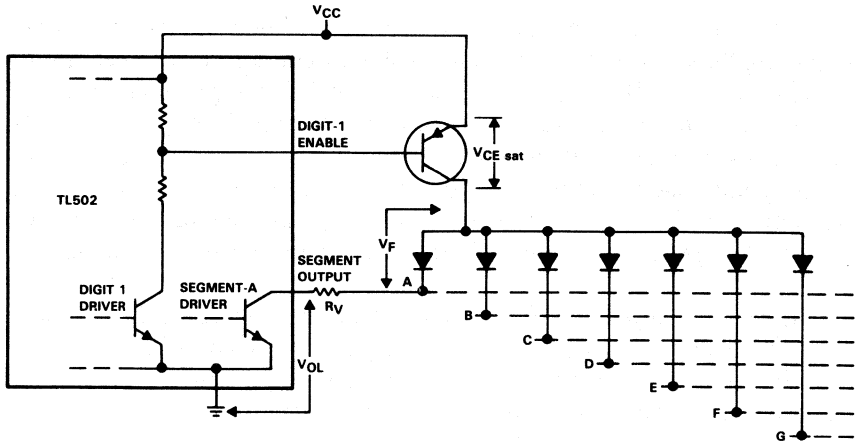 VCC
DIGIT-1
ENABLE
VCE sat
TL502
VF
SEGMENT
OUTPUT
A
DIGIT 1
DRIVER
SEGMENT-A
DRIVER
RV
B
C
VOL
D
E
F
G